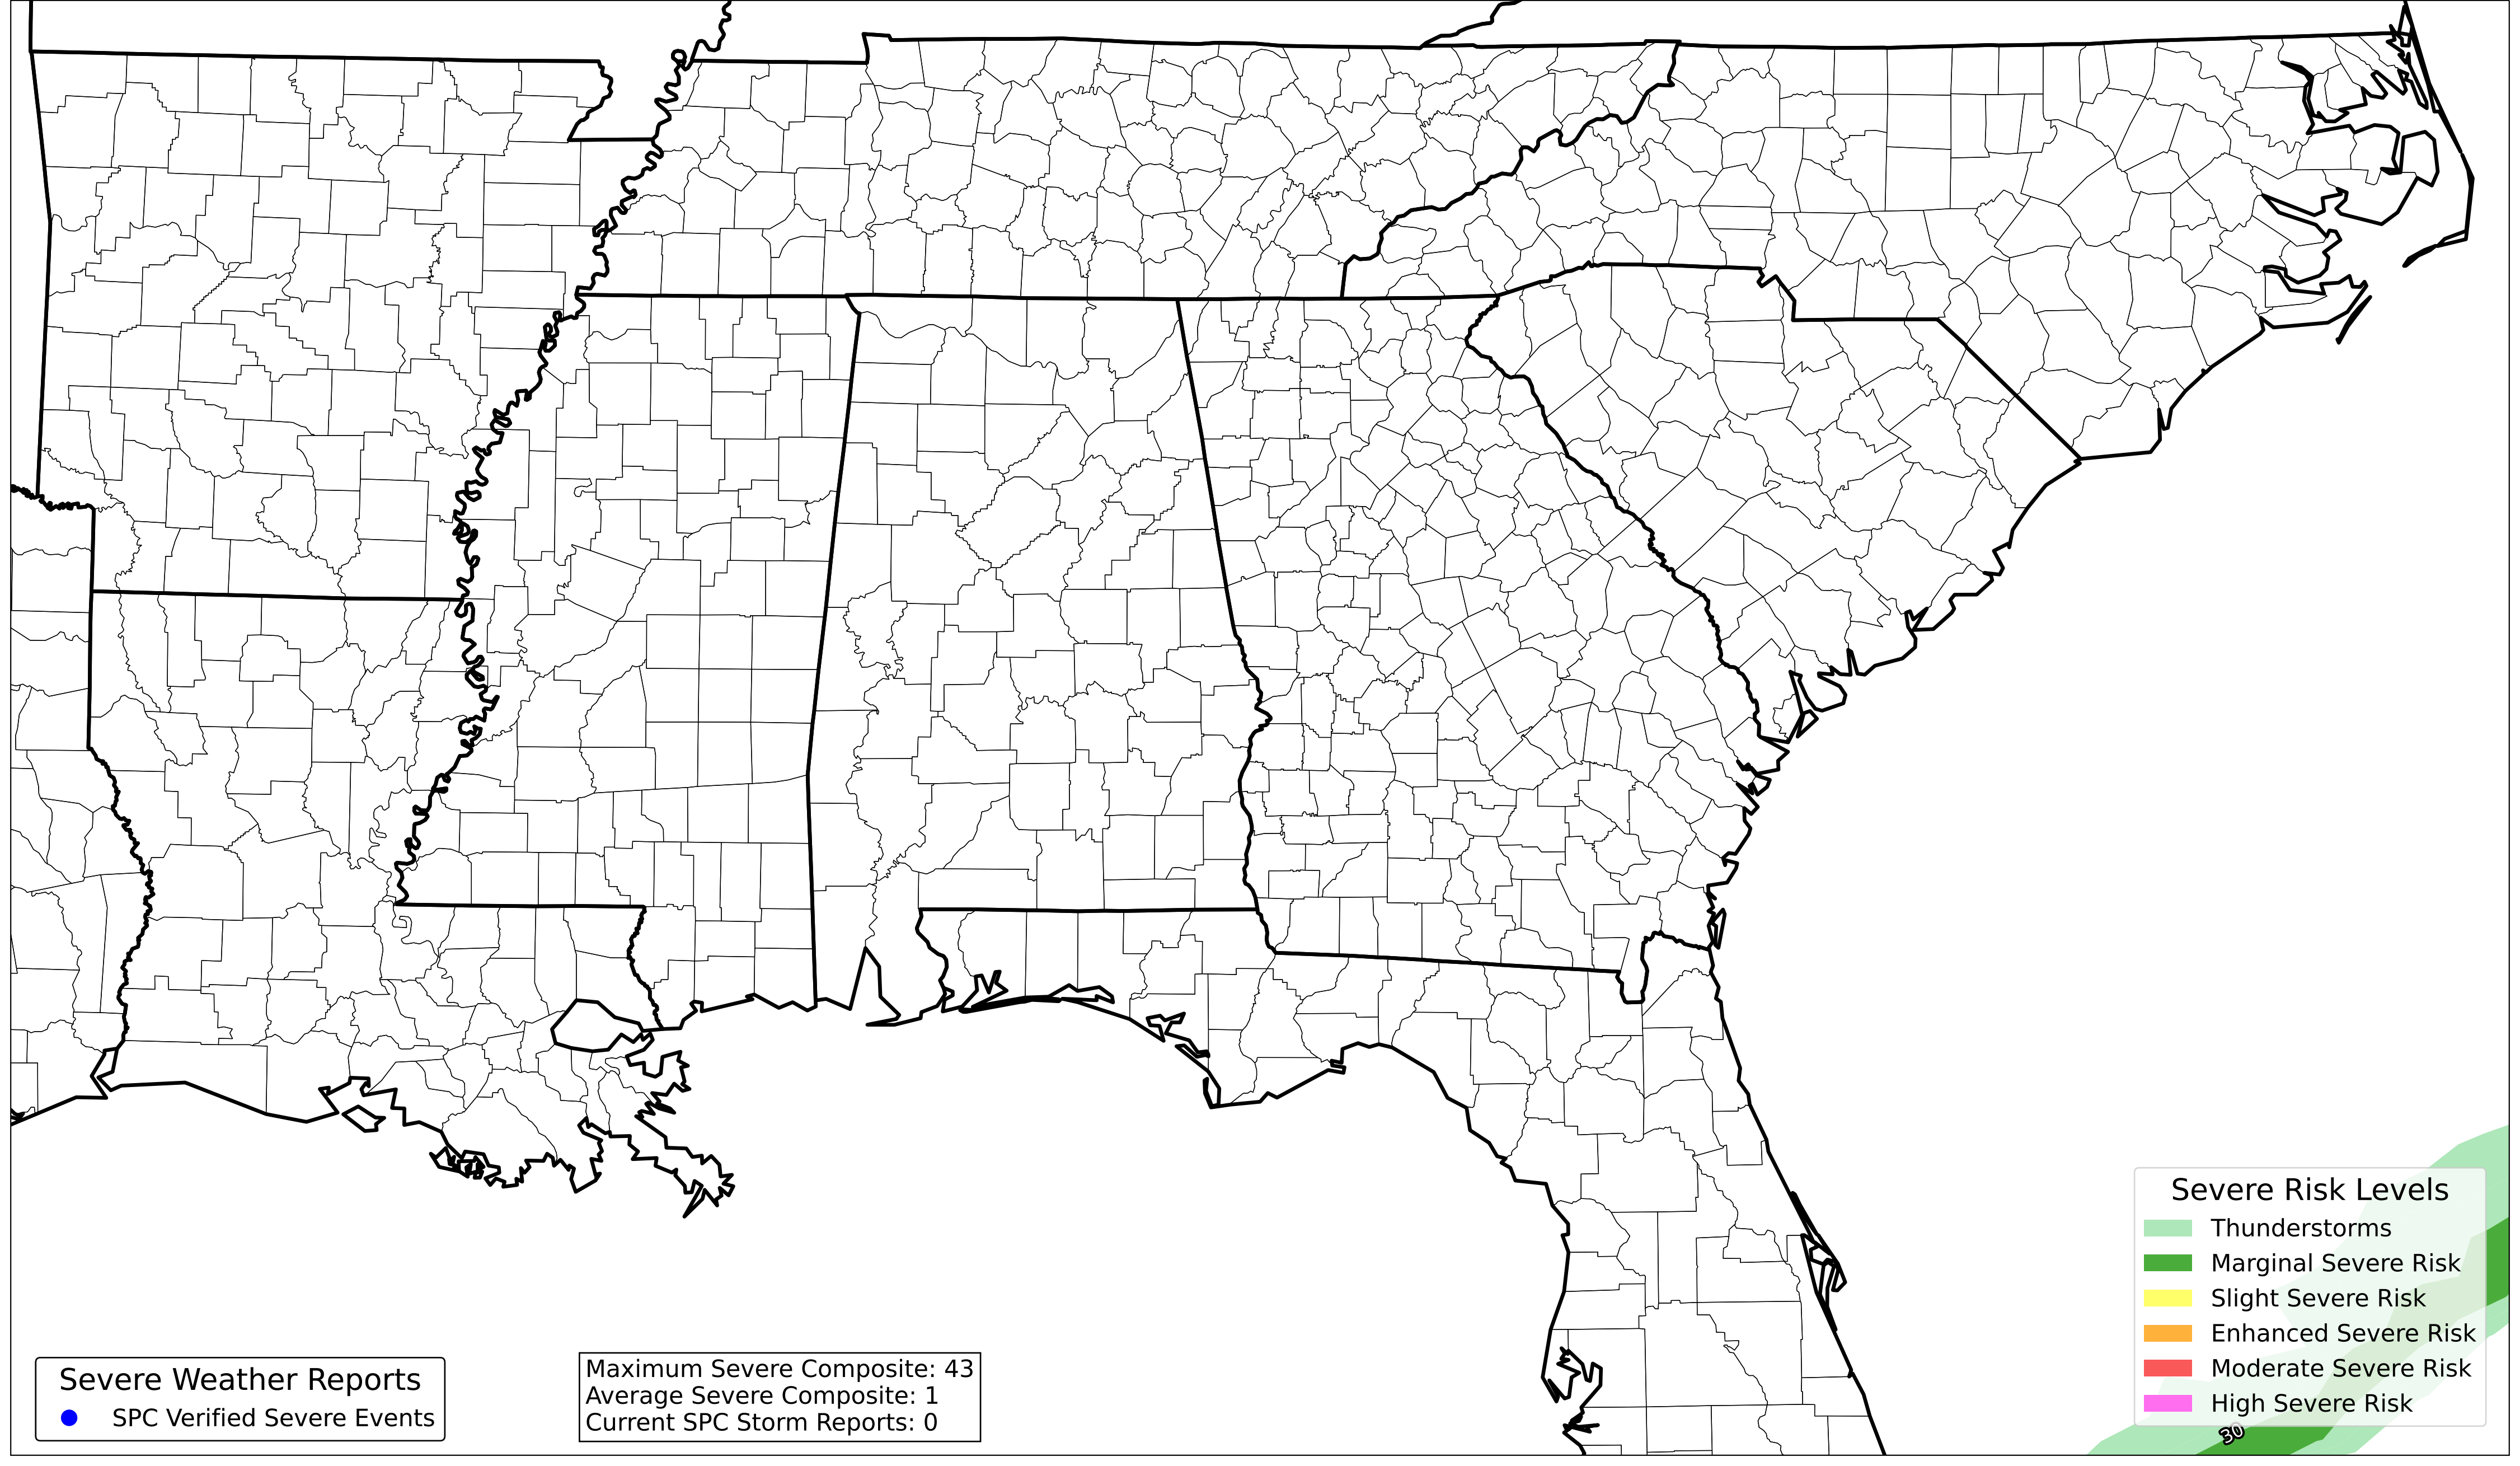 Severe Risk Levels
Thunderstorms
Marginal Severe Risk
Slight Severe Risk
Enhanced Severe Risk
Moderate Severe Risk
High Severe Risk
30
Severe Weather Reports
SPC Verified Severe Events
Maximum Severe Composite: 43
Average Severe Composite: 1
Current SPC Storm Reports: 0